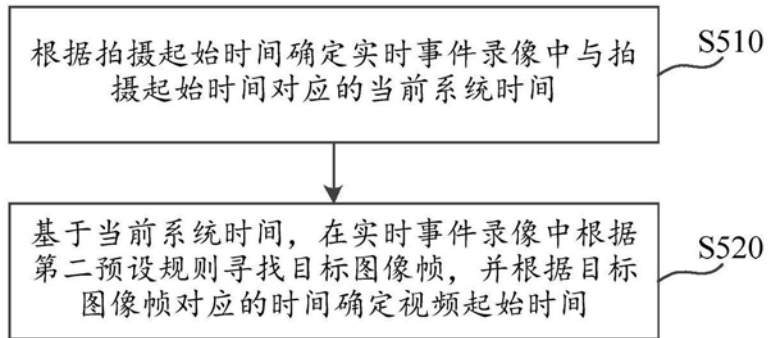 根据拍摄起始时间确定实时事件录像中与拍
摄起始时间对应的当前系统时间
S510
基于当前系统时间，在实时事件录像中根据
第二预设规则寻找目标图像帧，并根据目标
图像帧对应的时间确定视频起始时间
S520